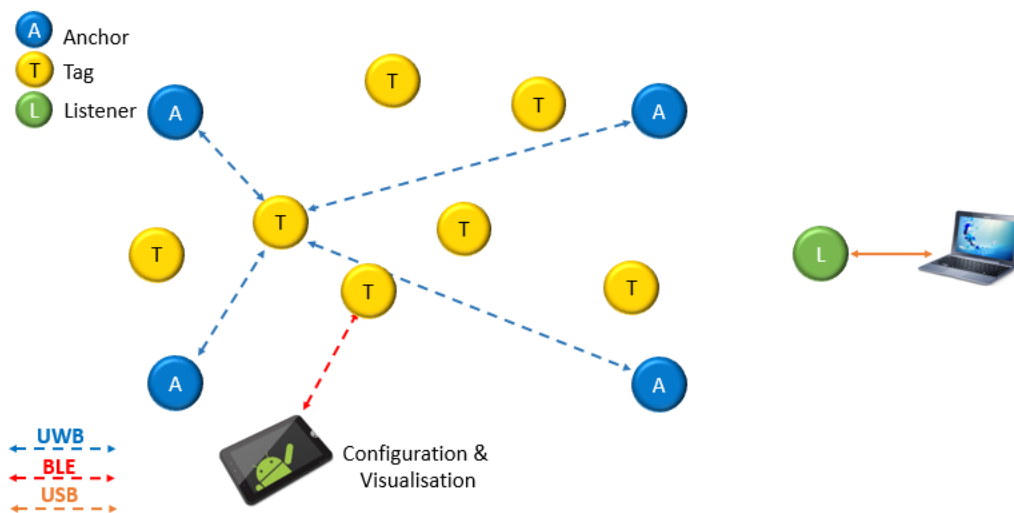 A Anchor
T Tag
L Listener
T
T
A
A
T
T
T
L
T
T
A
A
Configuration &
Visualisation
UWB
BLE
USB